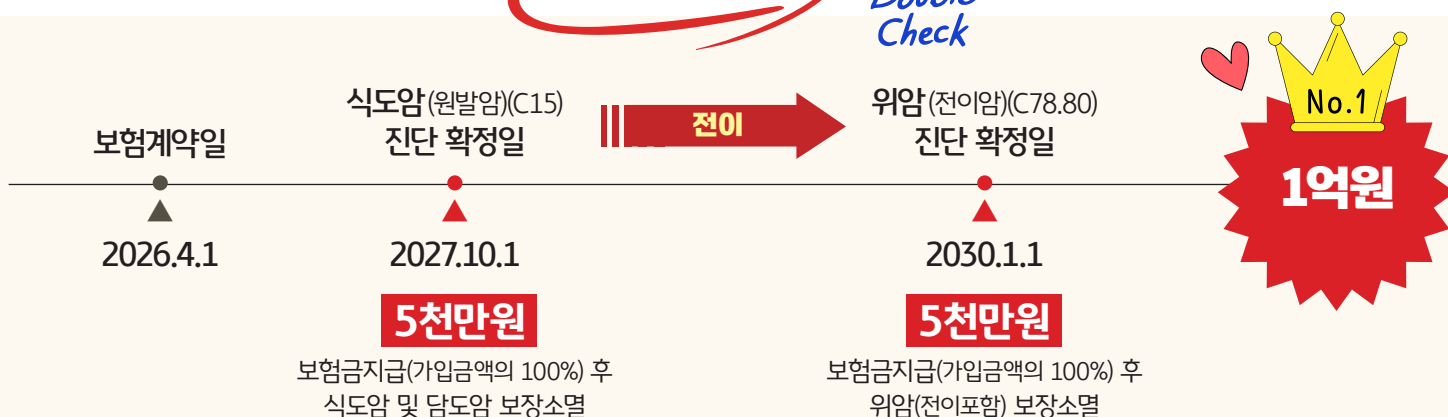 Check
식도암(원발암)(C15)
진단 확정일
전이
위암(전이암)(C78.80)
진단 확정일
No.1
보험계약일
1억원
2026.4.1
2027.10.1
2030.1.1
5천만원
5천만원
보험금지급(가입금액의 100%) 후
식도암 및 담도암 보장소멸
보험금지급(가입금액의 100%) 후
위암(전이포함) 보장소멸